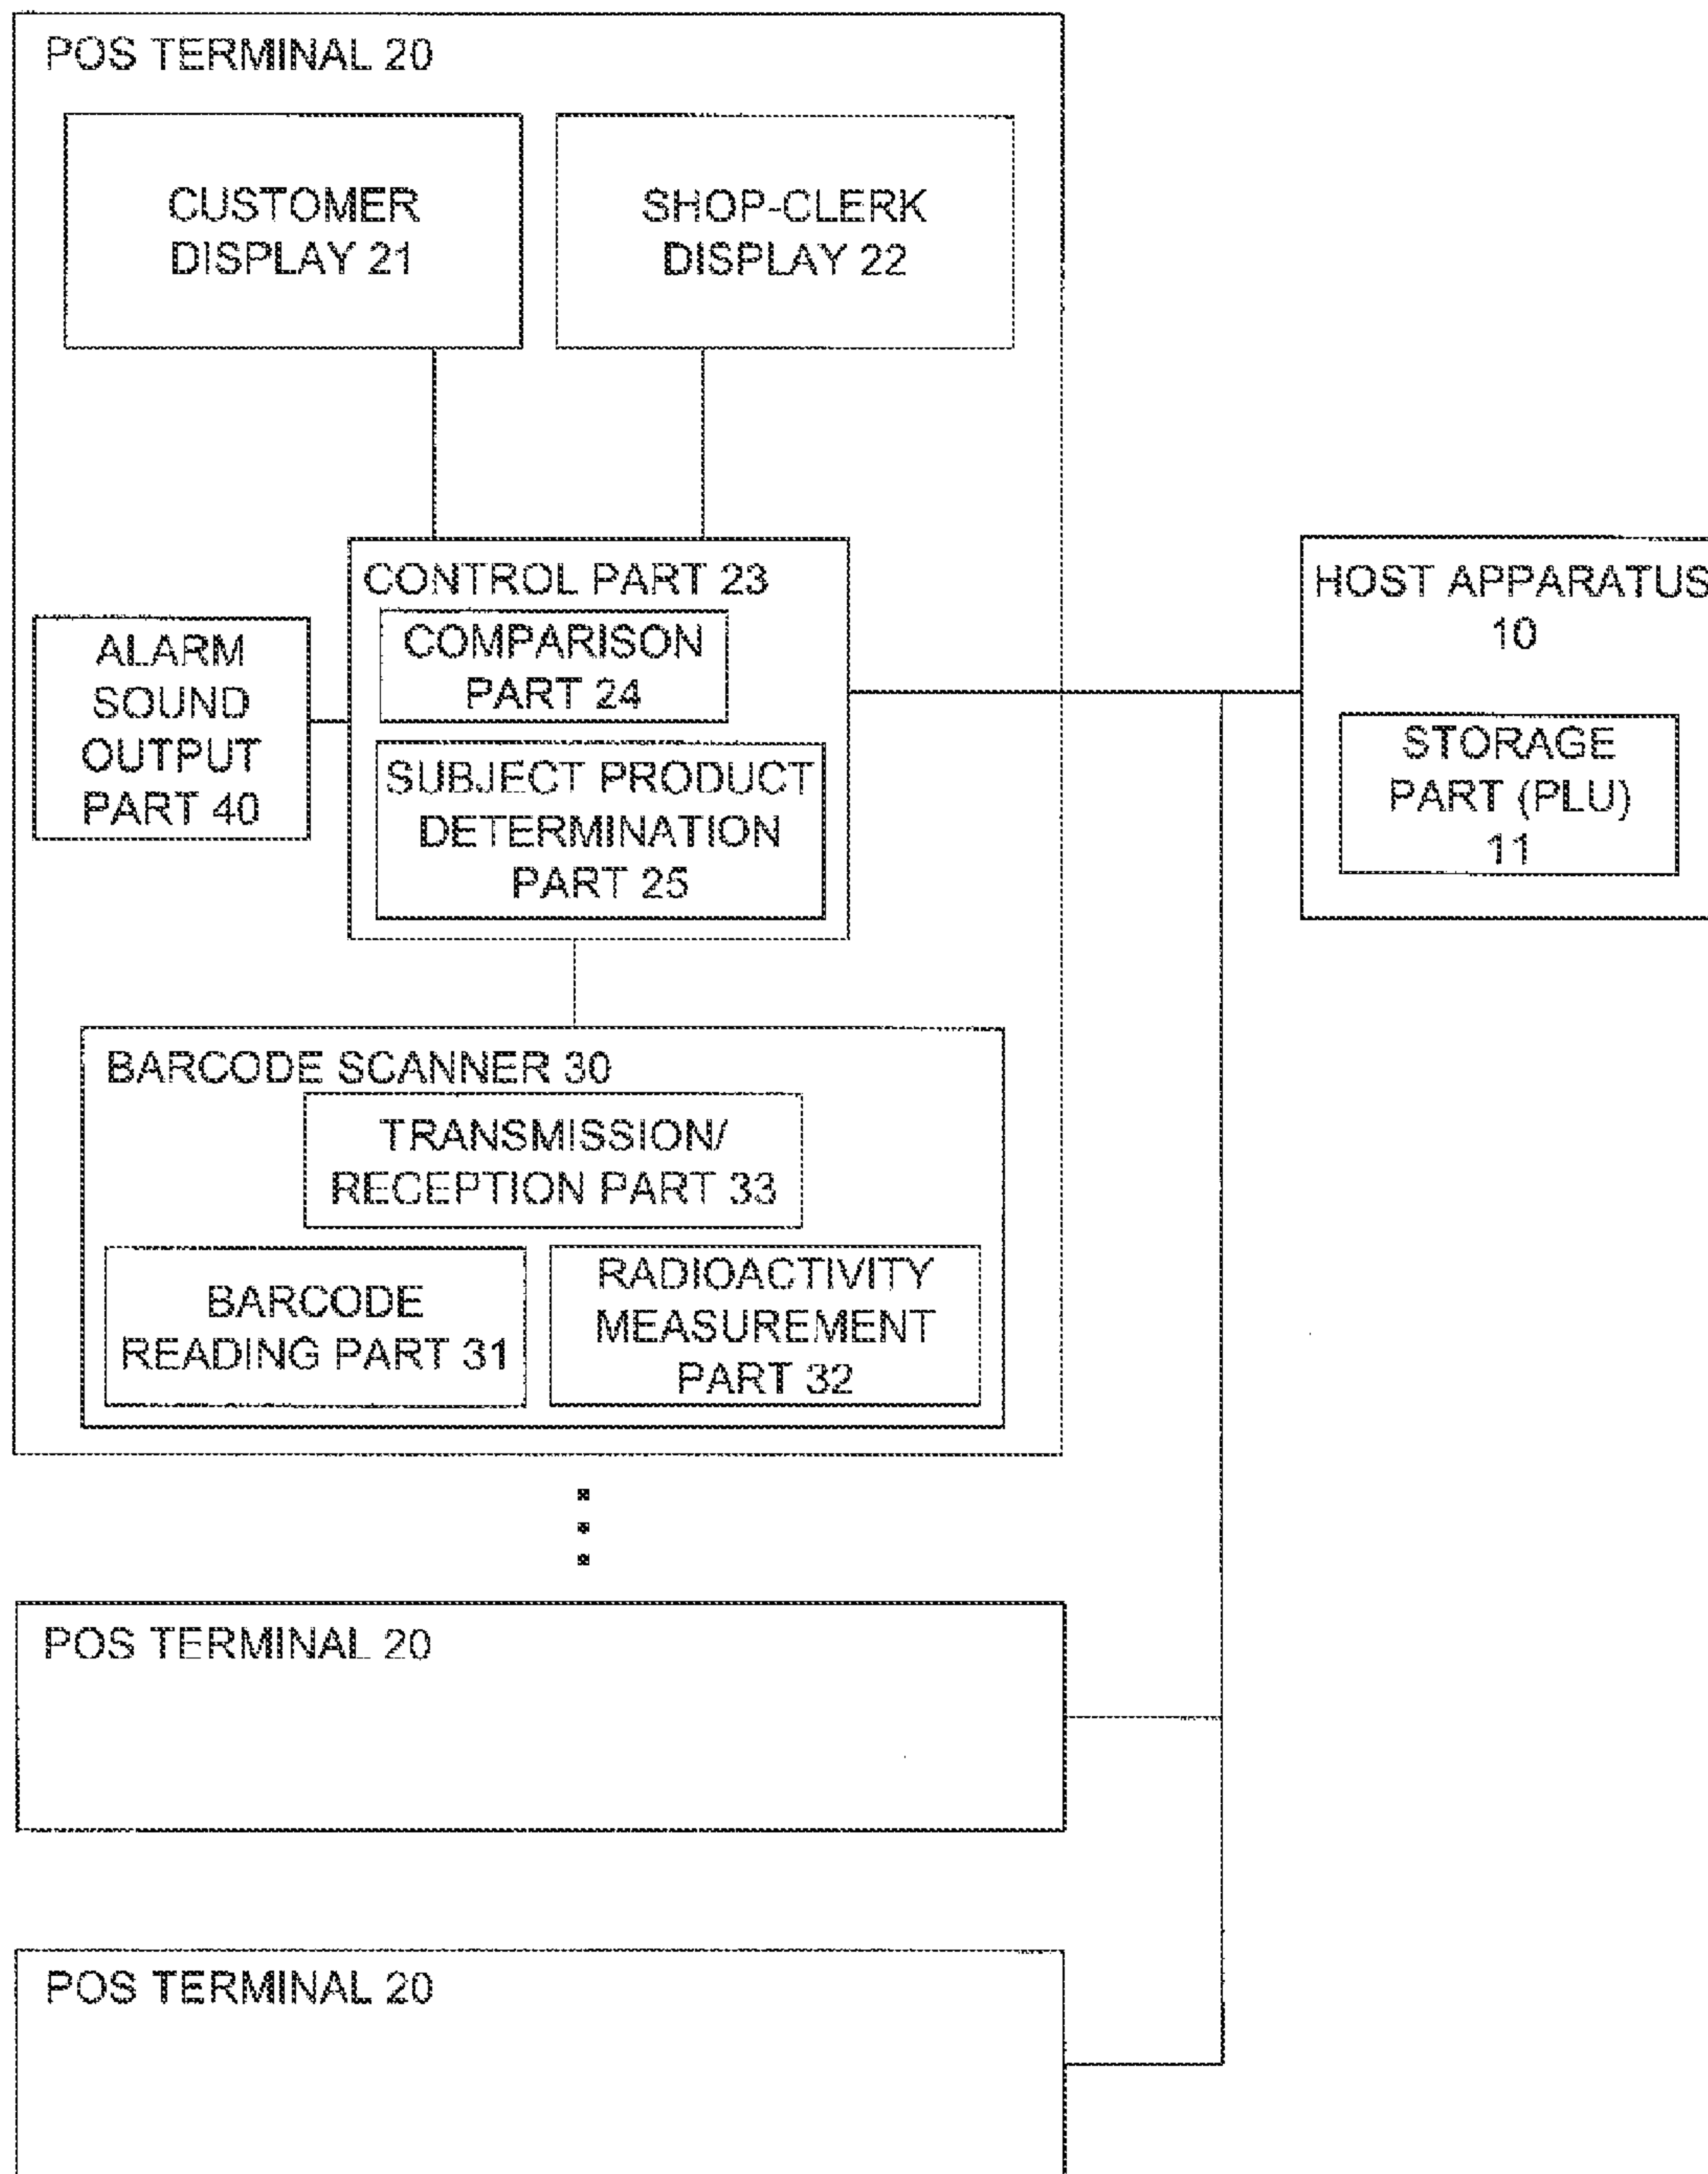 POS TERMINAL 20
CUSTOMER
DISPLAY 21
SHOP-CLERK
DISPLAY 22
CONTROL PART 23
COMPARISON
PART 24
SUBJECT PRODUCT
DETERMINATION
PART 25
ALARM
SOUND
OUTPUT
PART 40
HOST APPARATUS
10
STORAGE
PART (PLU)
11
BARCODE SCANNER 30
TRANSMISSION/
RECEPTION PART 33
BARCODE
READING PART 31
RADIOACTIVITY
MEASUREMENT
PART 32
POS TERMINAL 20
POS TERMINAL 20